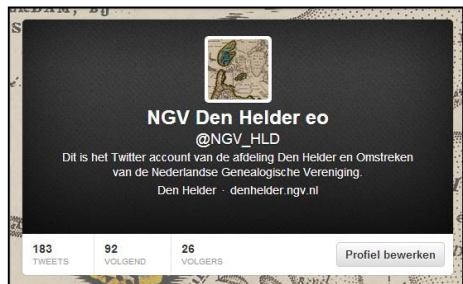 NGV Den Helder eo
@NGV_HLD
Dit is het Twitter account van de afdeling Den Helder en Omstreken
van de Nederlandse Genealogische Vereniging.
Den Helder · denhelder.ngv.nl
183
TWEETS
92
VOLGEND
26
VOLGERS
Profiel bewerken